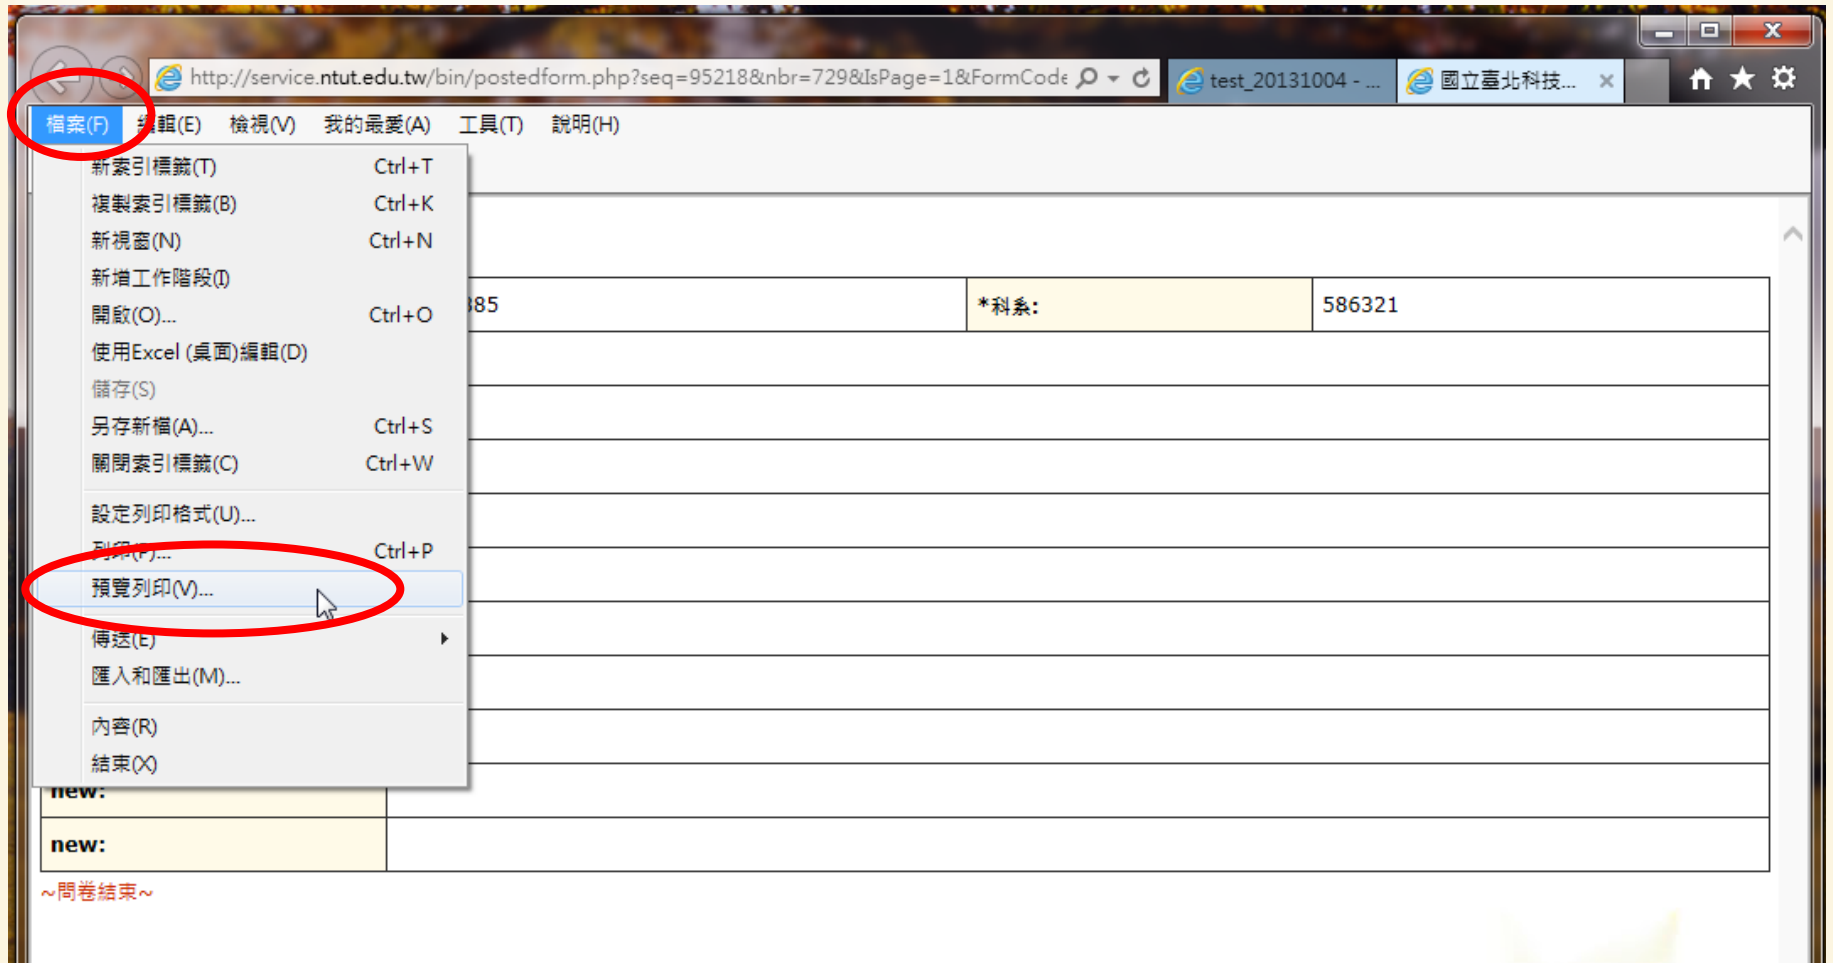 http://service.ntut.edu.tw/bin/postedform.php?seq=95218&nbr=729&IsPage=1&FormCode
test_20131004 - ...
國立臺北科技...
檔案(F) 編輯(E) 檢視(V) 我的最愛(A) 工具(T) 說明(H)
新索引標籤(T) Ctrl+T
複製索引標籤(B) Ctrl+K
新視窗(N) Ctrl+N
新增工作階段(I)
開啟(O)... Ctrl+O
使用Excel (桌面)編輯(D)
儲存(S)
另存新檔(A)... Ctrl+S
關閉索引標籤(C) Ctrl+W
設定列印格式(U)...
列印(P)... Ctrl+P
預覽列印(V)...
傳送(E)
匯入和匯出(M)...
內容(R)
結束(X)
385 *科系: 586321
new:
new:
~問卷結束~